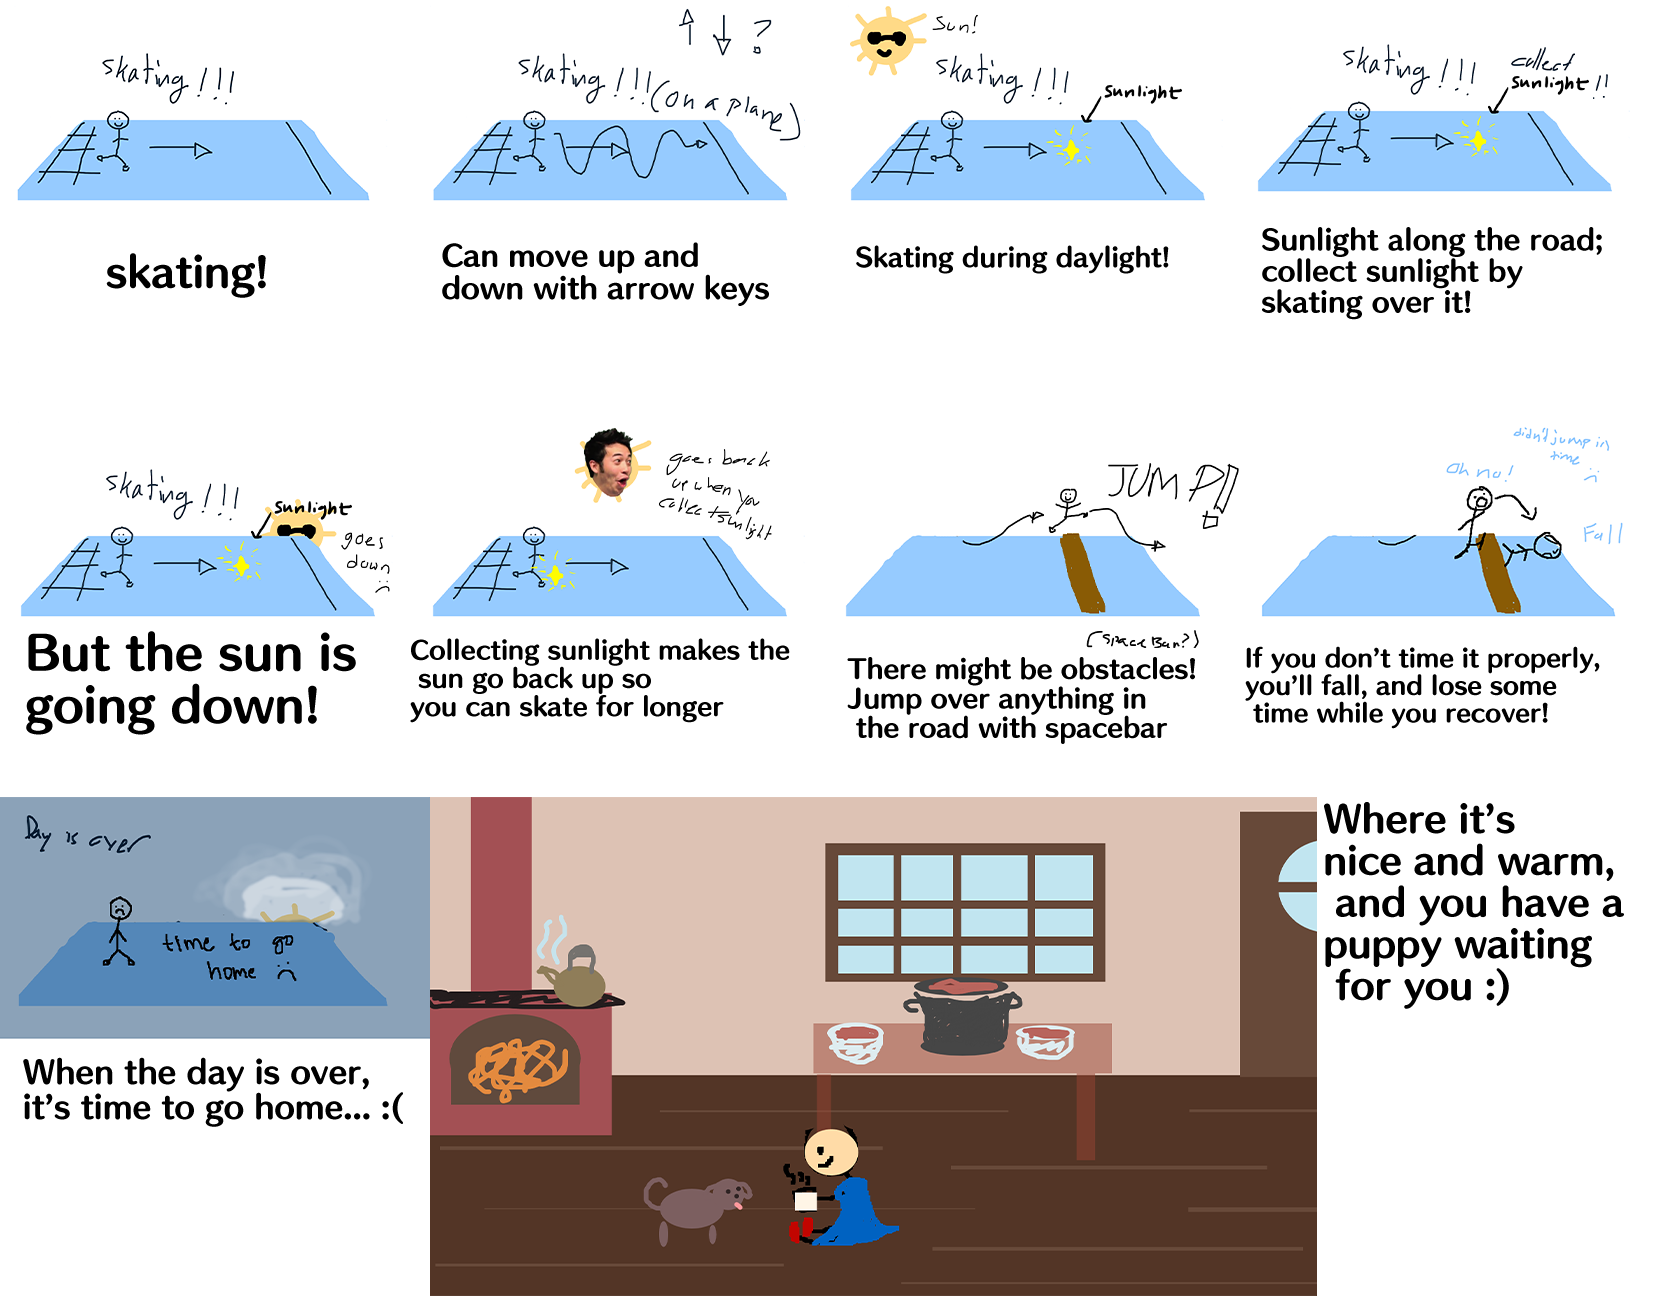 skating!!!
skating!
?
skating!!! (on a plane)
Can move up and
down with arrow keys
Sun!
skating!!!
sunlight
Skating during daylight!
skating!!!
collect
sunlight!!
Sunlight along the road;
collect sunlight by
skating over it!
skating!!!
sunlight
goes
down
:(
But the sun is
going down!
goes back
up when you
collect sunlight
Collecting sunlight makes the
sun go back up so
you can skate for longer
JUMP!!
(spaceBar?)
There might be obstacles!
Jump over anything in
the road with spacebar
didn't jump in
time :(
oh no!
Fall
If you don't time it properly,
you'll fall, and lose some
time while you recover!
Day is over
time to go
home :(
When the day is over,
it's time to go home... :(
Where it's
nice and warm,
and you have a
puppy waiting
for you :)